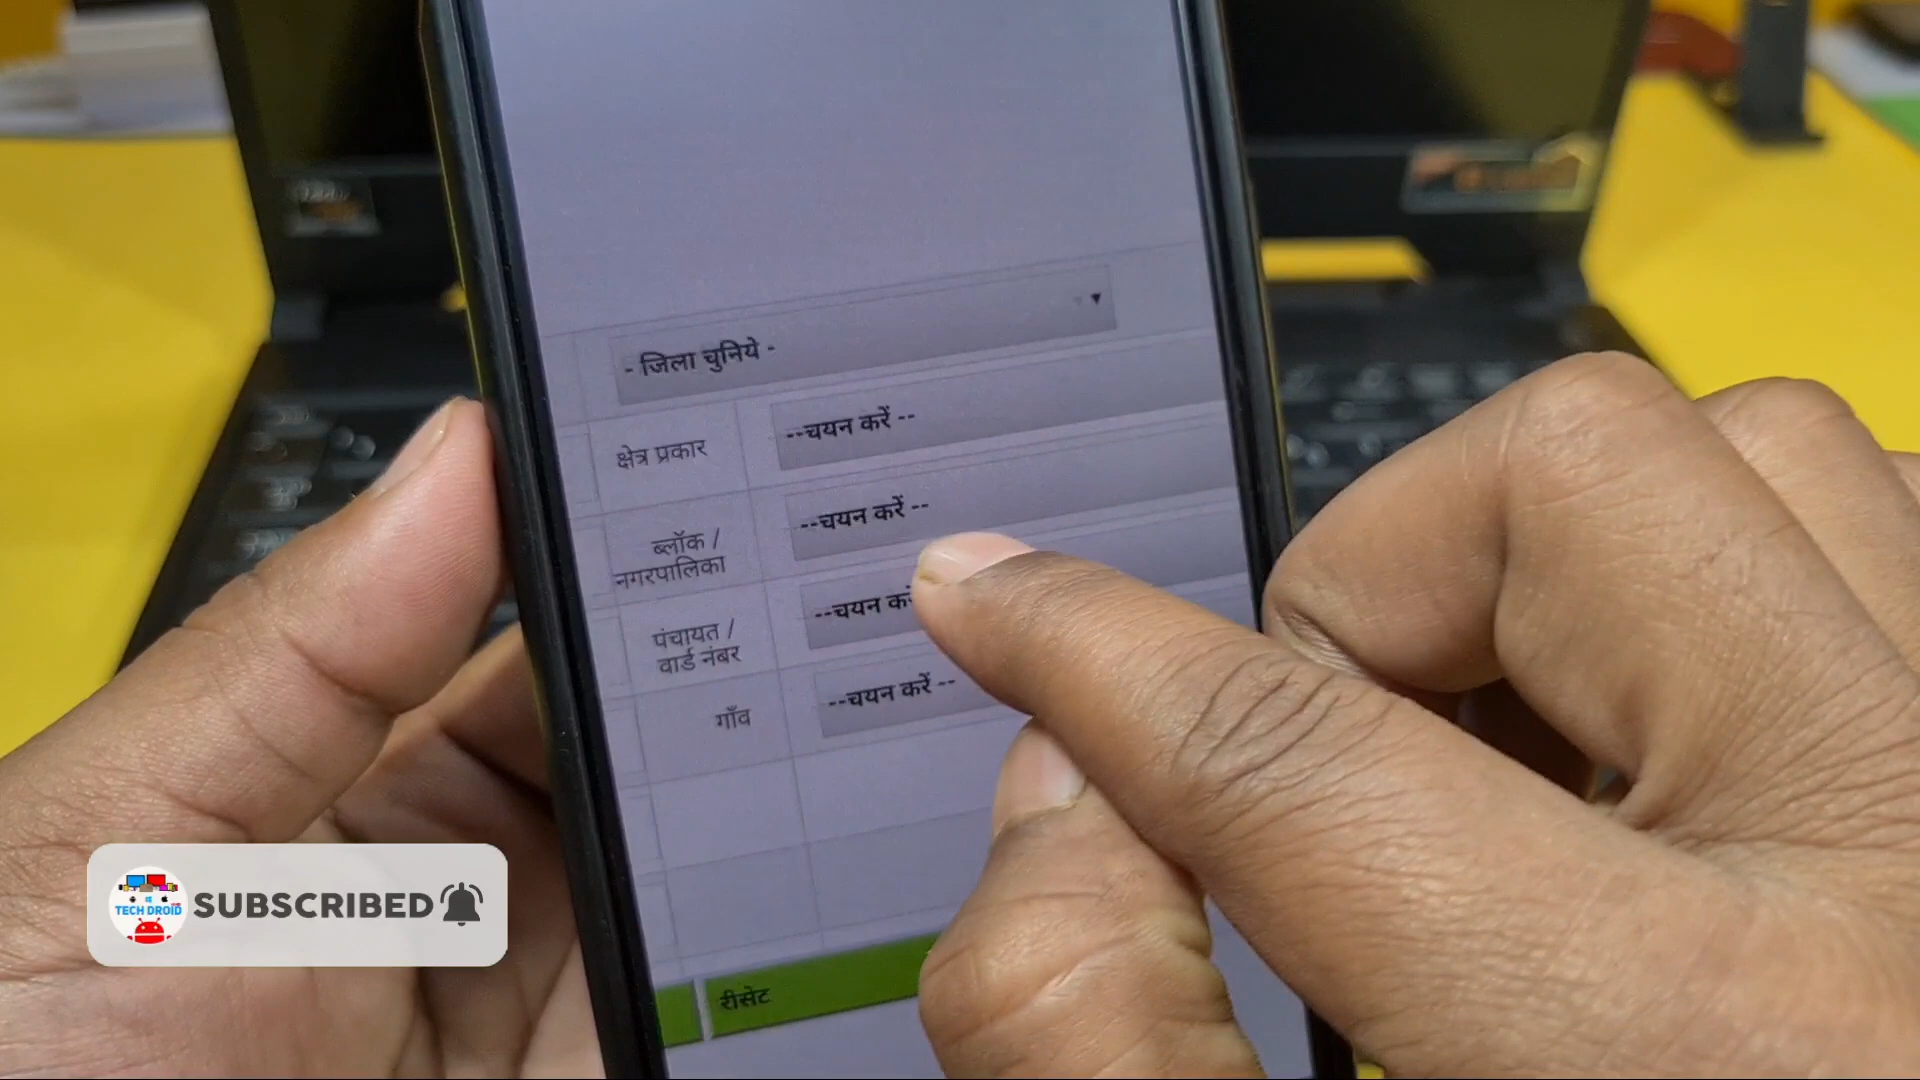 - जिला चुनिये -
क्षेत्र प्रकार
--चयन करें --
ब्लॉक /
नगरपालिका
--चयन करें --
पंचायत /
वार्ड नंबर
--चयन
गाँव
--चयन करें --
रीसेट
TECH DROID
SUBSCRIBED